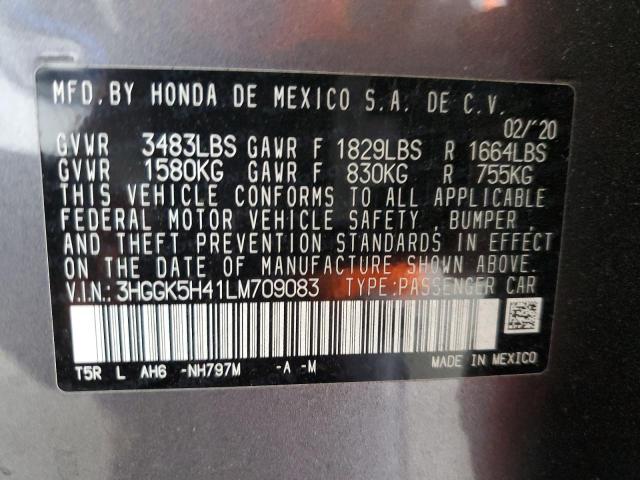 MFD. BY HONDA DE MEXICO S.A. DE C.V.
02/'20
GVWR 3483LBS GAWR F 1829LBS R 1664LBS
GVWR 1580KG GAWR F 830KG R 755KG
THIS VEHICLE CONFORMS TO ALL APPLICABLE
FEDERAL MOTOR VEHICLE SAFETY , BUMPER ,
AND THEFT PREVENTION STANDARDS IN EFFECT
ON THE DATE OF MANUFACTURE SHOWN ABOVE.
V.I.N.: 3HGGK5H41LM709083 TYPE: PASSENGER CAR
T5R L AH6 -NH797M -A -M MADE IN MEXICO